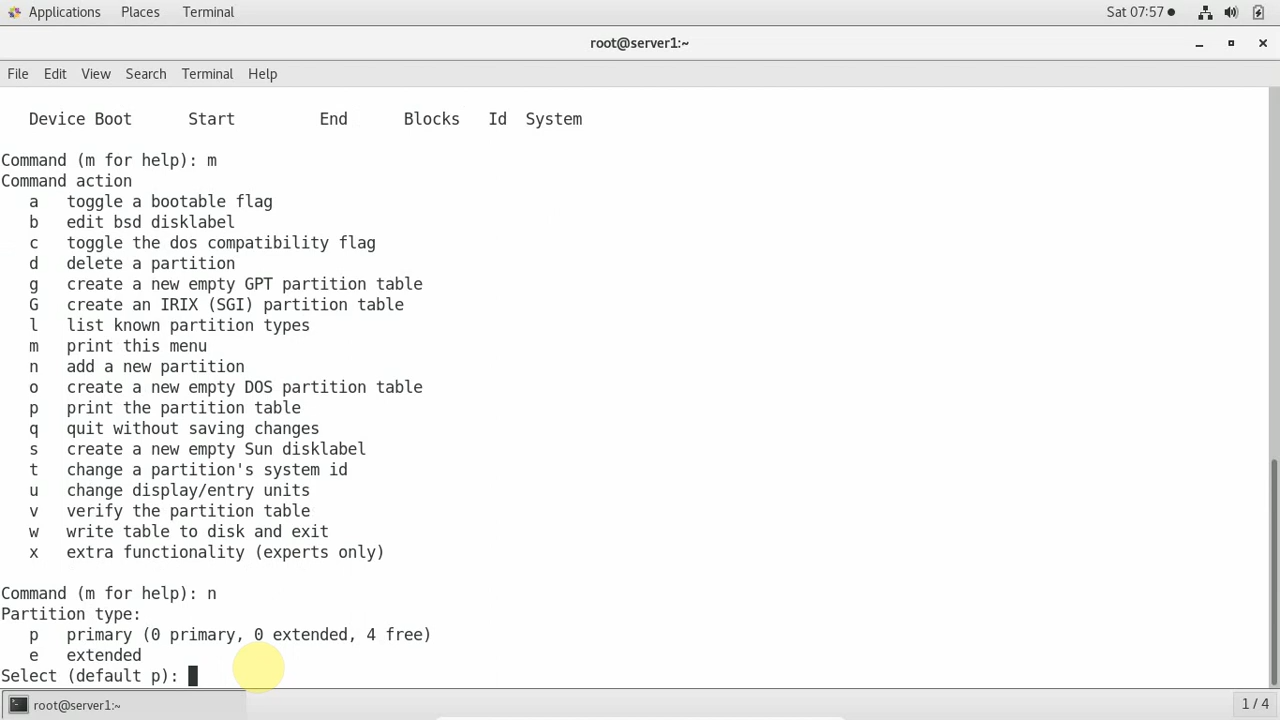 Applications Places Terminal Sat 07:57
root@server1:~
File Edit View Search Terminal Help
Device Boot Start End Blocks Id System
Command (m for help): m
Command action
a toggle a bootable flag
b edit bsd disklabel
c toggle the dos compatibility flag
d delete a partition
g create a new empty GPT partition table
G create an IRIX (SGI) partition table
l list known partition types
m print this menu
n add a new partition
o create a new empty DOS partition table
p print the partition table
q quit without saving changes
s create a new empty Sun disklabel
t change a partition's system id
u change display/entry units
v verify the partition table
w write table to disk and exit
x extra functionality (experts only)
Command (m for help): n
Partition type:
p primary (0 primary, 0 extended, 4 free)
e extended
Select (default p):
root@server1:~ 1 / 4